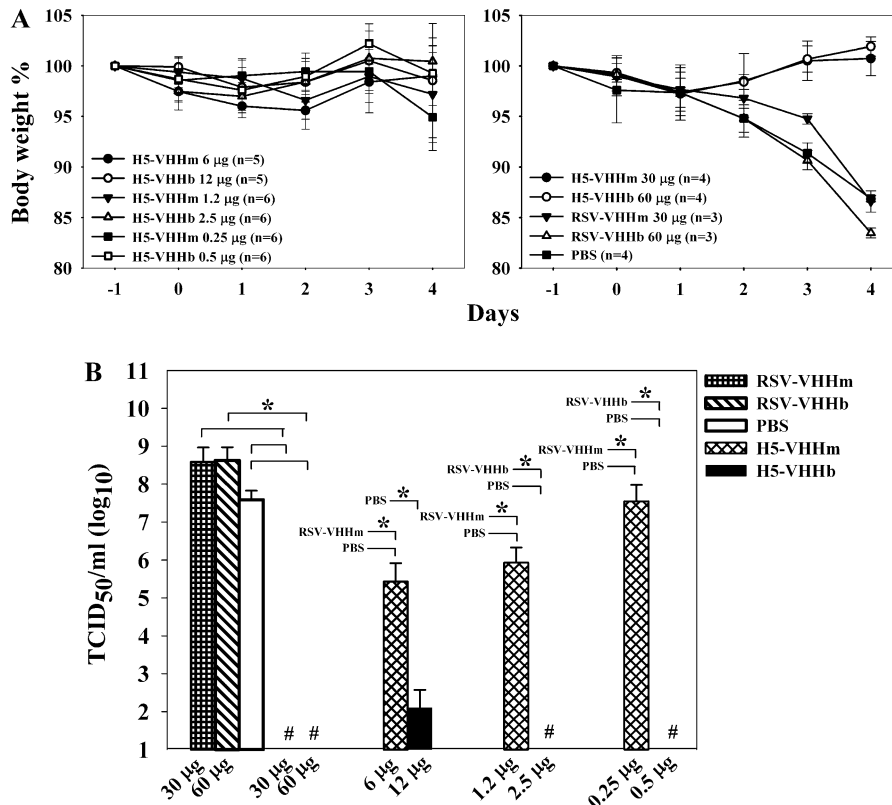 A
Body weight %
105
100
95
90
85
80
H5-VHHm 6 µg (n=5)
H5-VHHb 12 µg (n=5)
H5-VHHm 1.2 µg (n=6)
H5-VHHb 2.5 µg (n=6)
H5-VHHm 0.25 µg (n=6)
H5-VHHb 0.5 µg (n=6)
-1 0 1 2 3 4
105
100
95
90
85
80
H5-VHHm 30 µg (n=4)
H5-VHHb 60 µg (n=4)
RSV-VHHm 30 µg (n=3)
RSV-VHHb 60 µg (n=3)
PBS (n=4)
-1 0 1 2 3 4
Days
B
TCID50/ml (log10)
11
10
9
8
7
6
5
4
3
2
1
*
# #
PBS *
RSV-VHHm *
PBS
RSV-VHHb *
PBS
RSV-VHHm *
PBS
#
RSV-VHHb *
PBS
RSV-VHHm *
PBS
#
30 µg 60 µg 30 µg 60 µg 6 µg 12 µg 1.2 µg 2.5 µg 0.25 µg 0.5 µg
RSV-VHHm
RSV-VHHb
PBS
H5-VHHm
H5-VHHb